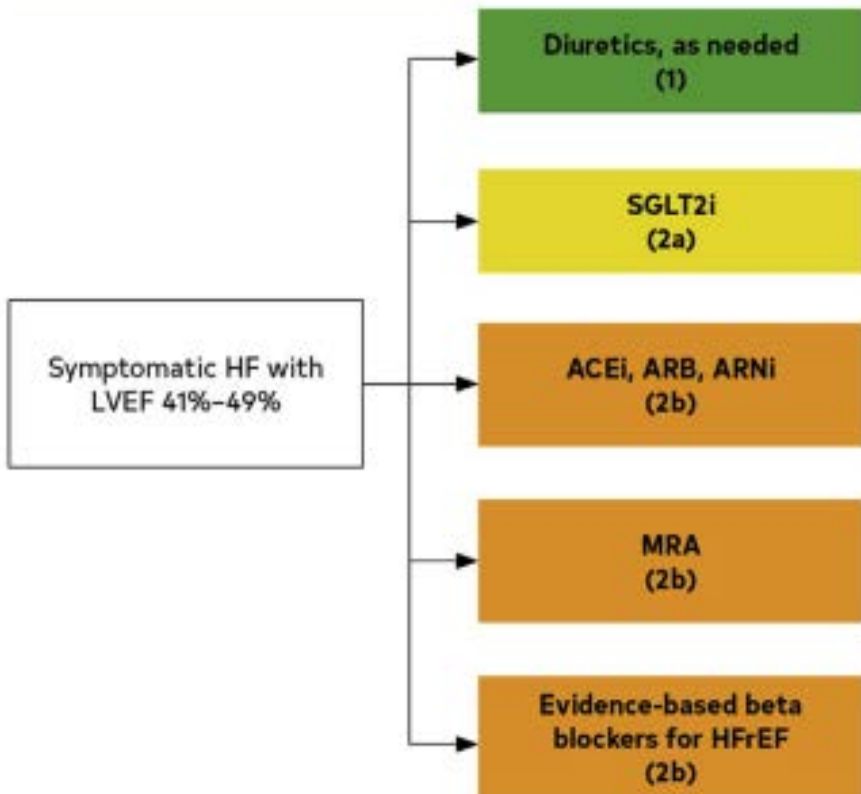 Diuretics, as needed
(1)
SGLT2i
(2a)
Symptomatic HF with
LVEF 41%–49%
ACEi, ARB, ARNi
(2b)
MRA
(2b)
Evidence-based beta
blockers for HFrEF
(2b)